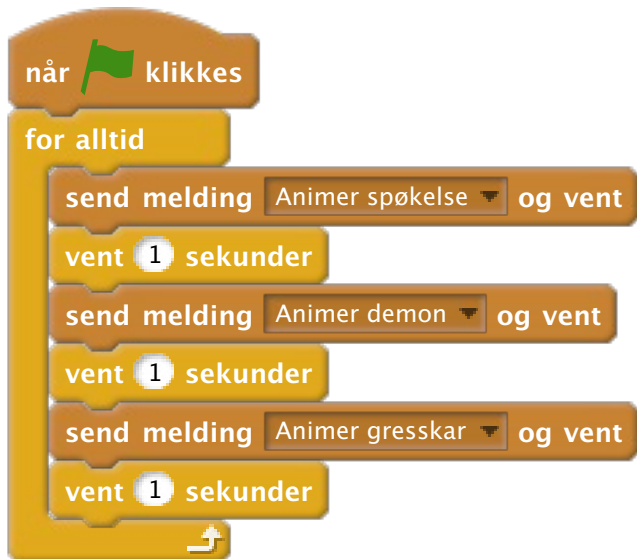 når klikkes
for alltid
send melding Animer spøkelse og vent
vent 1 sekunder
send melding Animer demon og vent
vent 1 sekunder
send melding Animer gresskar og vent
vent 1 sekunder